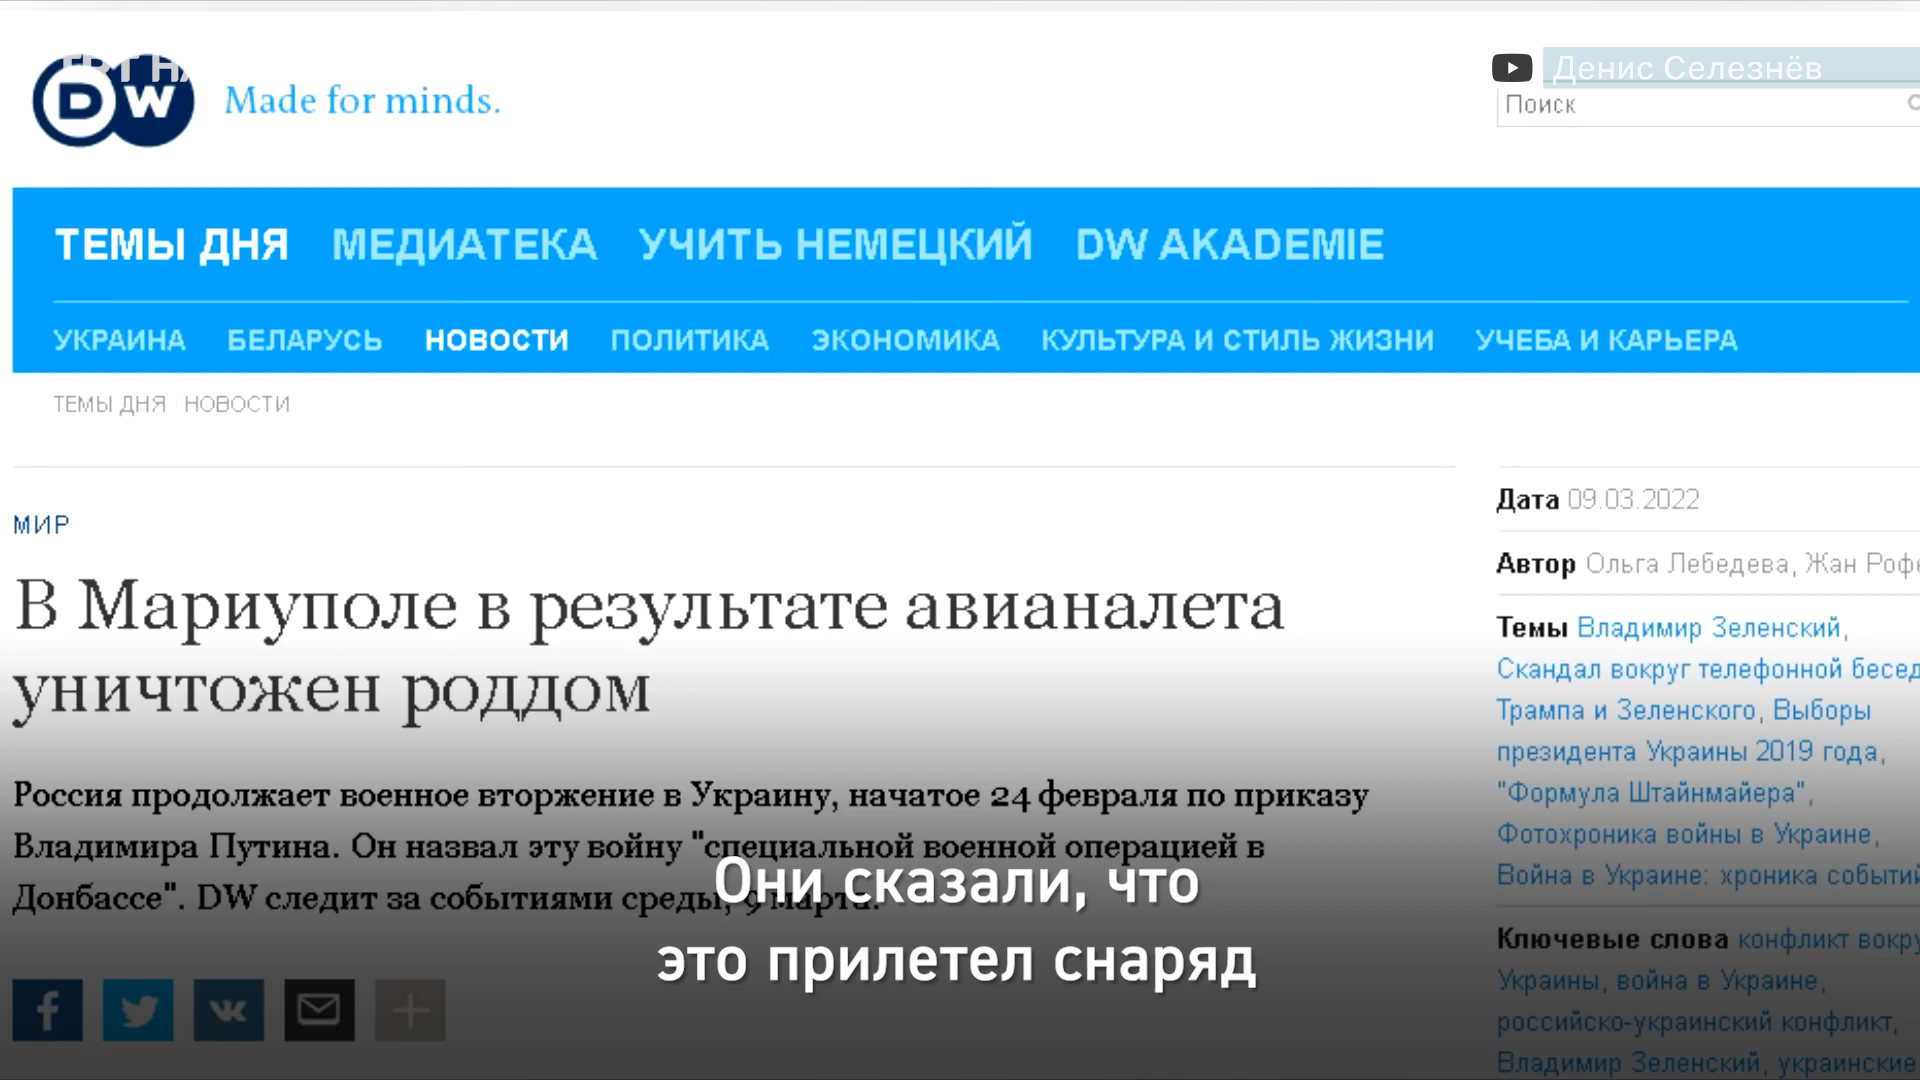 DW
Made for minds.
Денис Селезнёв
Поиск
ТЕМЫ ДНЯ МЕДИАТЕКА УЧИТЬ НЕМЕЦКИЙ DW AKADEMIE
УКРАИНА БЕЛАРУСЬ НОВОСТИ ПОЛИТИКА ЭКОНОМИКА КУЛЬТУРА И СТИЛЬ ЖИЗНИ УЧЕБА И КАРЬЕРА
ТЕМЫ ДНЯ НОВОСТИ
МИР
В Мариуполе в результате авианалета
уничтожен роддом
Россия продолжает военное вторжение в Украину, начатое 24 февраля по приказу
Владимира Путина. Он назвал эту войну "специальной военной операцией в
Донбассе". DW следит за событиями среды, 9 марта.
Дата 09.03.2022
Автор Ольга Лебедева, Жан
Темы Владимир Зеленский,
Скандал вокруг телефонной
Трампа и Зеленского, Выборы
президента Украины 2019 года,
"Формула Штайнмайера",
Фотохроника войны в Украине,
Война в Украине: хроника
Ключевые слова конфликт
Украины, война в Украине,
российско-украинский конфликт,
Владимир Зеленский, украинские
Они сказали, что
это прилетел снаряд